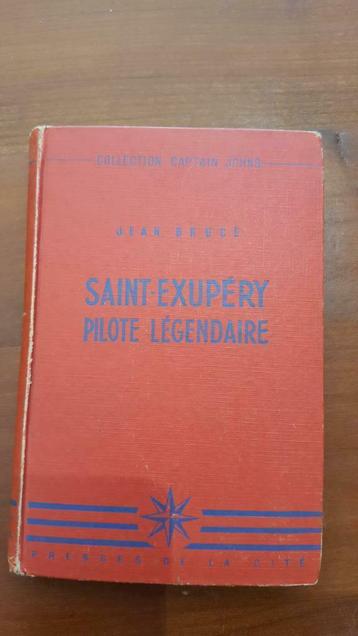 COLLECTION CAPTAIN JOHNS
JEAN BRUCE
SAINT-EXUPÉRY
PILOTE LÉGENDAIRE
PRESSES DE LA CITÉ